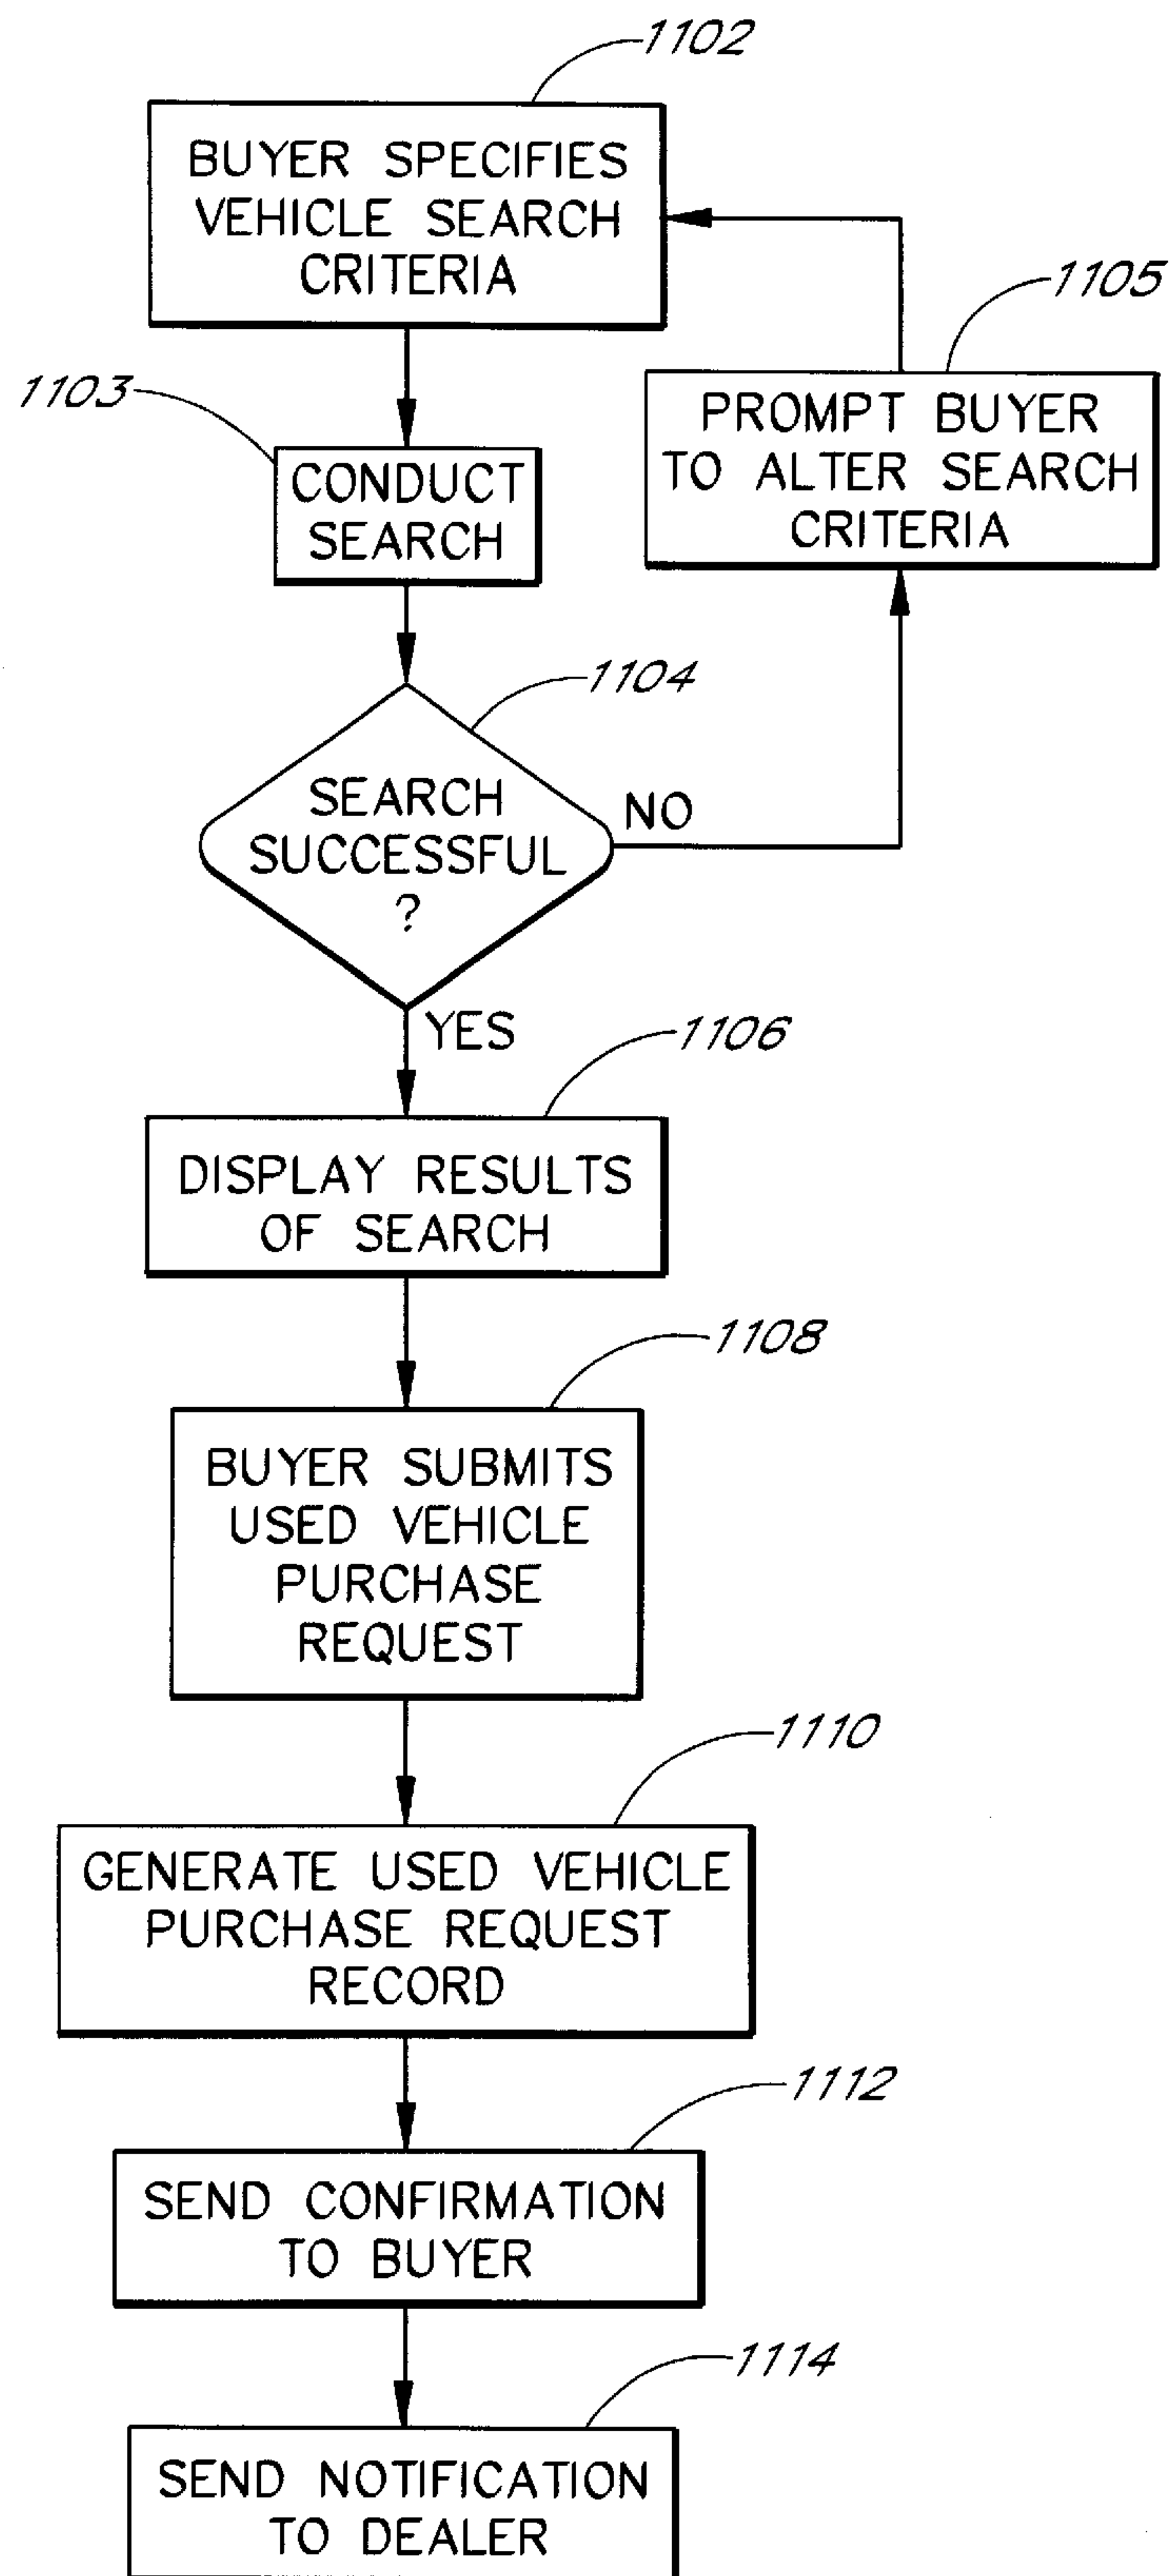 1102
BUYER SPECIFIES
VEHICLE SEARCH
CRITERIA
1105
PROMPT BUYER
TO ALTER SEARCH
CRITERIA
1103
CONDUCT
SEARCH
1104
SEARCH
SUCCESSFUL
?
NO
YES
1106
DISPLAY RESULTS
OF SEARCH
1108
BUYER SUBMITS
USED VEHICLE
PURCHASE
REQUEST
1110
GENERATE USED VEHICLE
PURCHASE REQUEST
RECORD
1112
SEND CONFIRMATION
TO BUYER
1114
SEND NOTIFICATION
TO DEALER